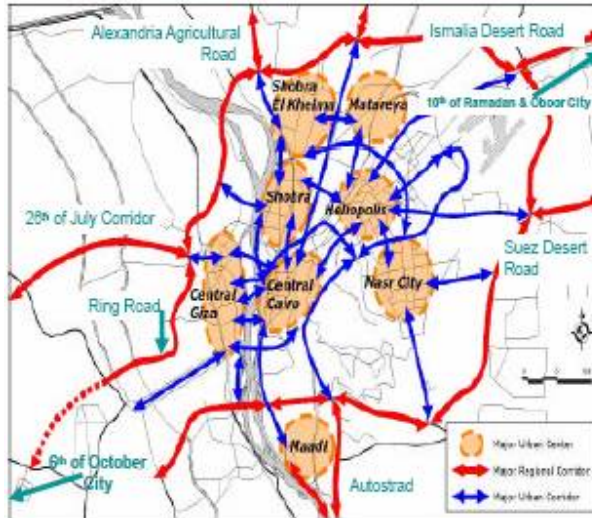 Alexandria Agricultural
Road
Ismalia Desert Road
Shobra
El Kheima
Matareya
10th of Ramadan & Oboor City
Shobra
Heliopolis
26th of July Corridor
Suez Desert
Road
Central
Giza
Central
Cairo
Nasr City
Ring Road
Maadi
6th of October
City
Autostrad
Major Urban Center
Major Regional Corridor
Major Urban Corridor